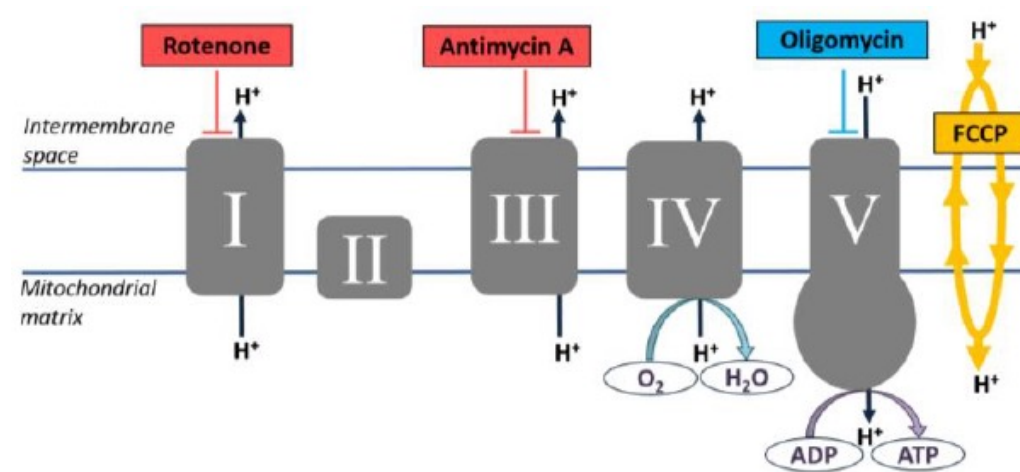 Rotenone
Antimycin A
Oligomycin
H⁺
H⁺
H⁺
H⁺
H⁺
Intermembrane
space
FCCP
I
II
III
IV
V
Mitochondrial
matrix
H⁺
H⁺
H⁺
O₂
H₂O
H⁺
H⁺
ADP
ATP